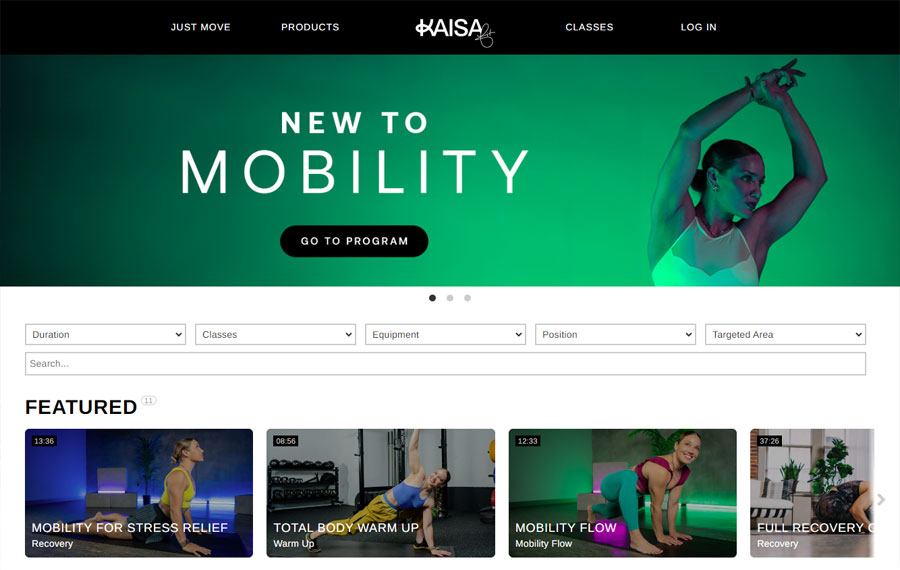 JUST MOVE
PRODUCTS
KAISA
CLASSES
LOG IN
NEW TO
MOBILITY
GO TO PROGRAM
Duration
Classes
Equipment
Position
Targeted Area
Search...
FEATURED 11
13:36
MOBILITY FOR STRESS RELIEF
Recovery
08:56
TOTAL BODY WARM UP
Warm Up
12:33
MOBILITY FLOW
Mobility Flow
37:26
FULL RECOVERY
Recovery